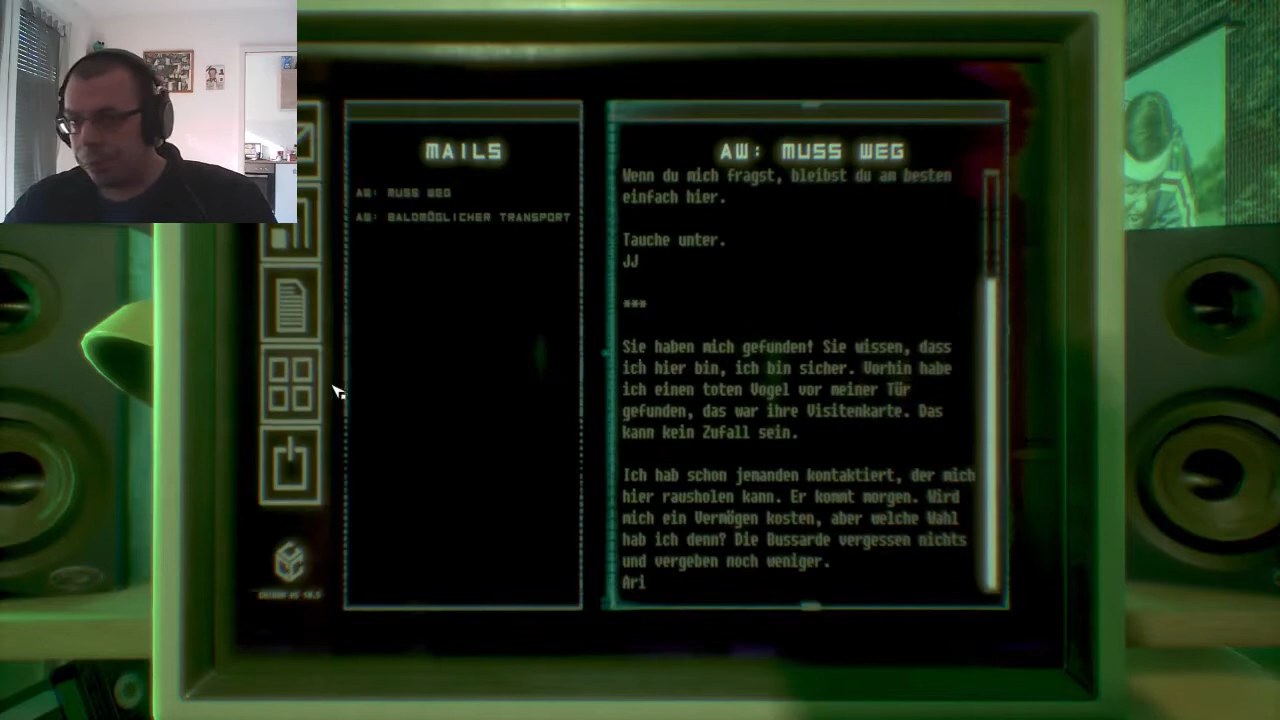 MAILS
AW: MUSS WEG
AW: BALDMÖGLICHER TRANSPORT
AW: MUSS WEG
Wenn du mich fragst, bleibst du am besten
einfach hier.
Tauche unter.
JJ
***
Sie haben mich gefunden! Sie wissen, dass
ich hier bin, ich bin sicher. Vorhin habe
ich einen toten Vogel vor meiner Tür
gefunden, das war ihre Visitenkarte. Das
kann kein Zufall sein.
Ich hab schon jemanden kontaktiert, der mich
hier rausholen kann. Er kommt morgen. Wird
mich ein Vermögen kosten, aber welche Wahl
hab ich denn? Die Bussarde vergessen nichts
und vergeben noch weniger.
Ari